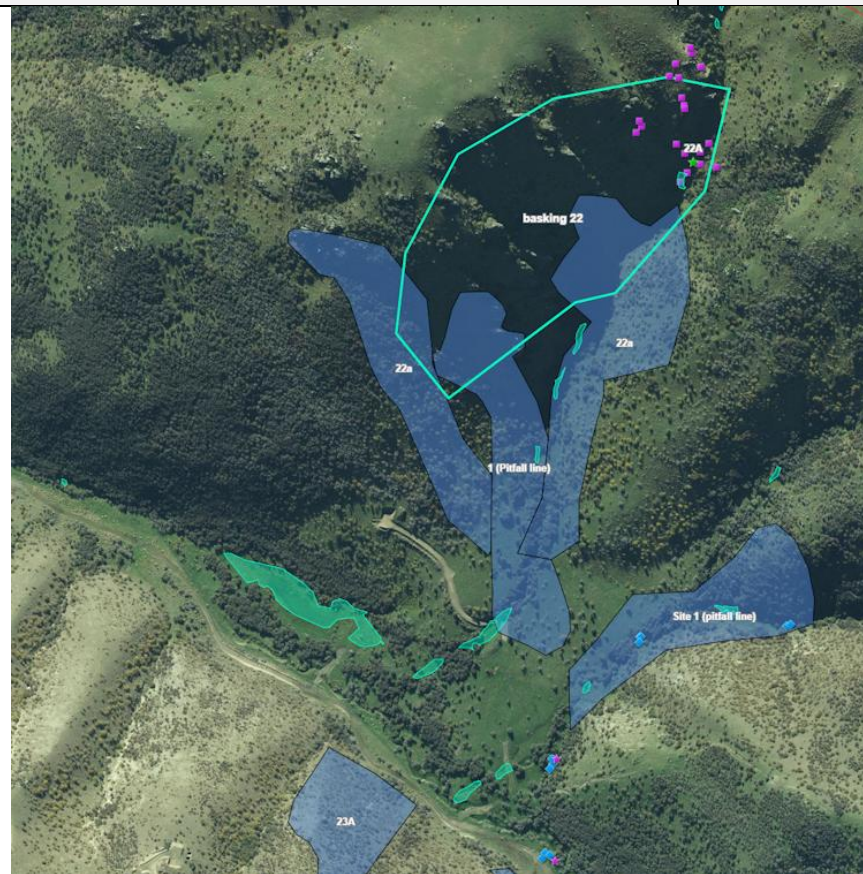 22A
basking 22
22a
22a
1 (Pitfall line)
Site 1 (pitfall line)
23A